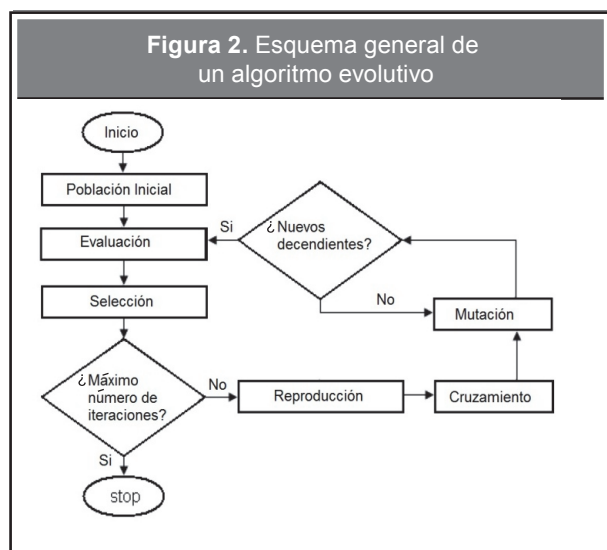 Figura 2. Esquema general de
un algoritmo evolutivo
Inicio
Población Inicial
Evaluación
Selección
¿Máximo
número de
iteraciones?
Si
stop
No
Reproducción
Cruzamiento
Mutación
¿Nuevos
decendientes?
Si
No